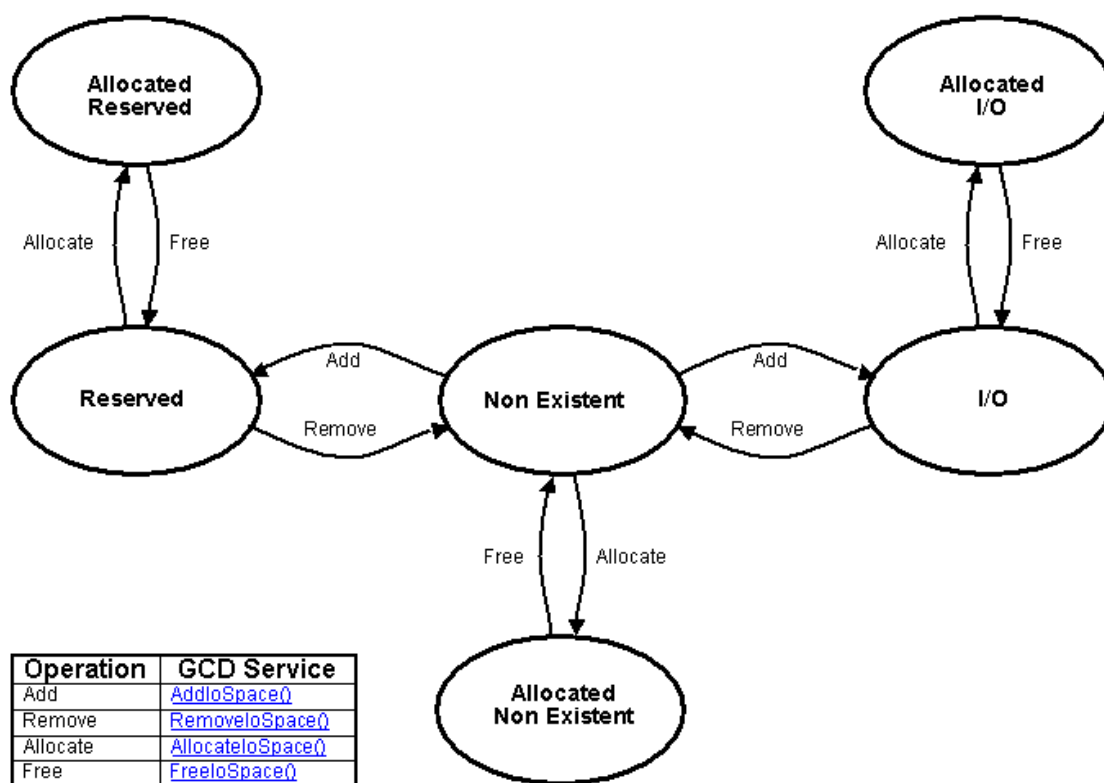 Allocated
Reserved
Allocated
I/O
Allocate
Free
Allocate
Free
Add
Add
Reserved
Non Existent
I/O
Remove
Remove
Free
Allocate
Allocated
Non Existent
Operation GCD Service
Add AddIoSpace()
Remove RemoveIoSpace()
Allocate AllocateIoSpace()
Free FreeIoSpace()